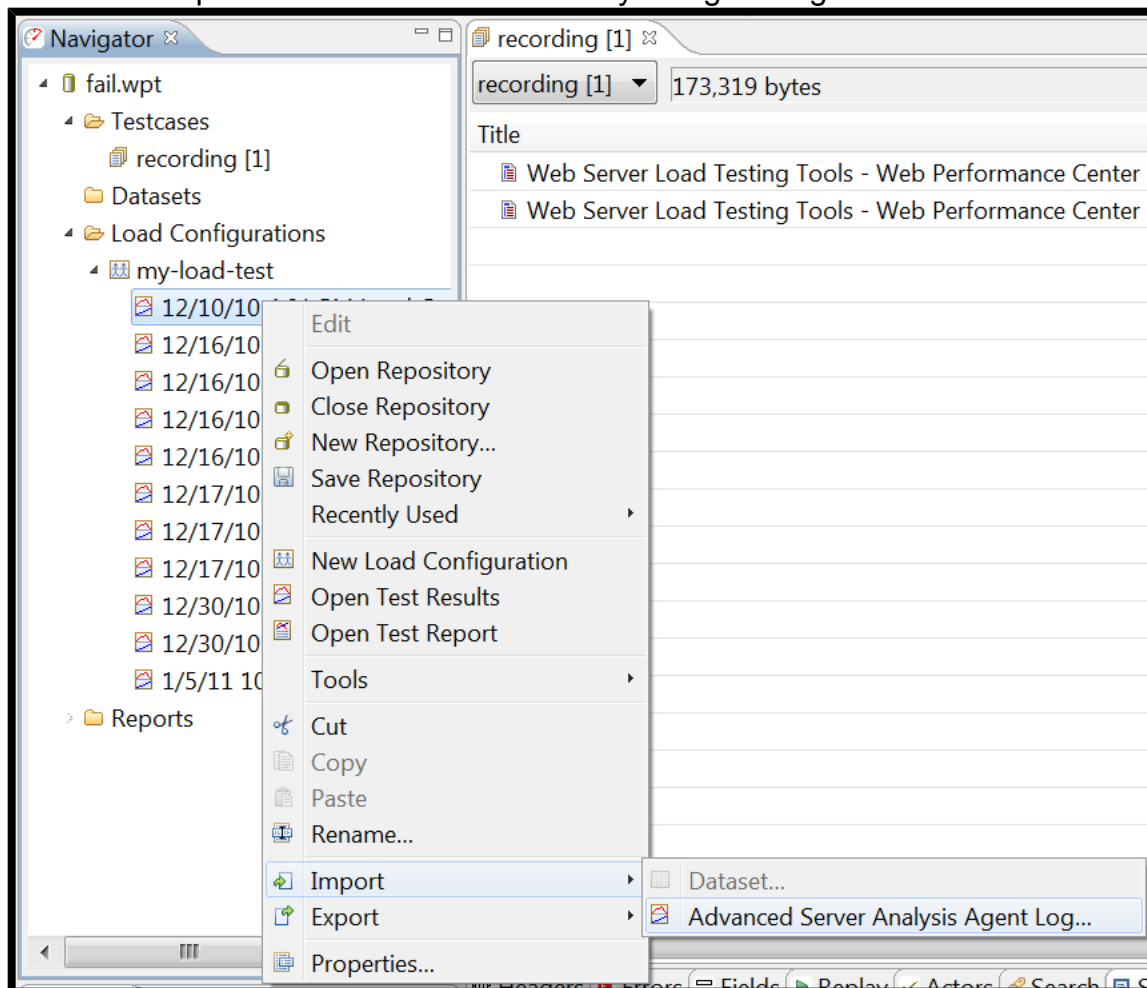 Navigator
recording [1]
fail.wpt
recording [1]
173,319 bytes
Testcases
Title
recording [1]
Web Server Load Testing Tools - Web Performance Center
Datasets
Web Server Load Testing Tools - Web Performance Center
Load Configurations
my-load-test
12/10/10
Edit
12/16/10
Open Repository
12/16/10
Close Repository
12/16/10
New Repository...
12/16/10
Save Repository
12/17/10
Recently Used
12/17/10
New Load Configuration
12/17/10
Open Test Results
12/30/10
Open Test Report
12/30/10
1/5/11 10
Tools
Reports
Cut
Copy
Paste
Rename...
Import
Dataset...
Export
Advanced Server Analysis Agent Log...
Properties...
Headers Errors Fields Replay Actors Search